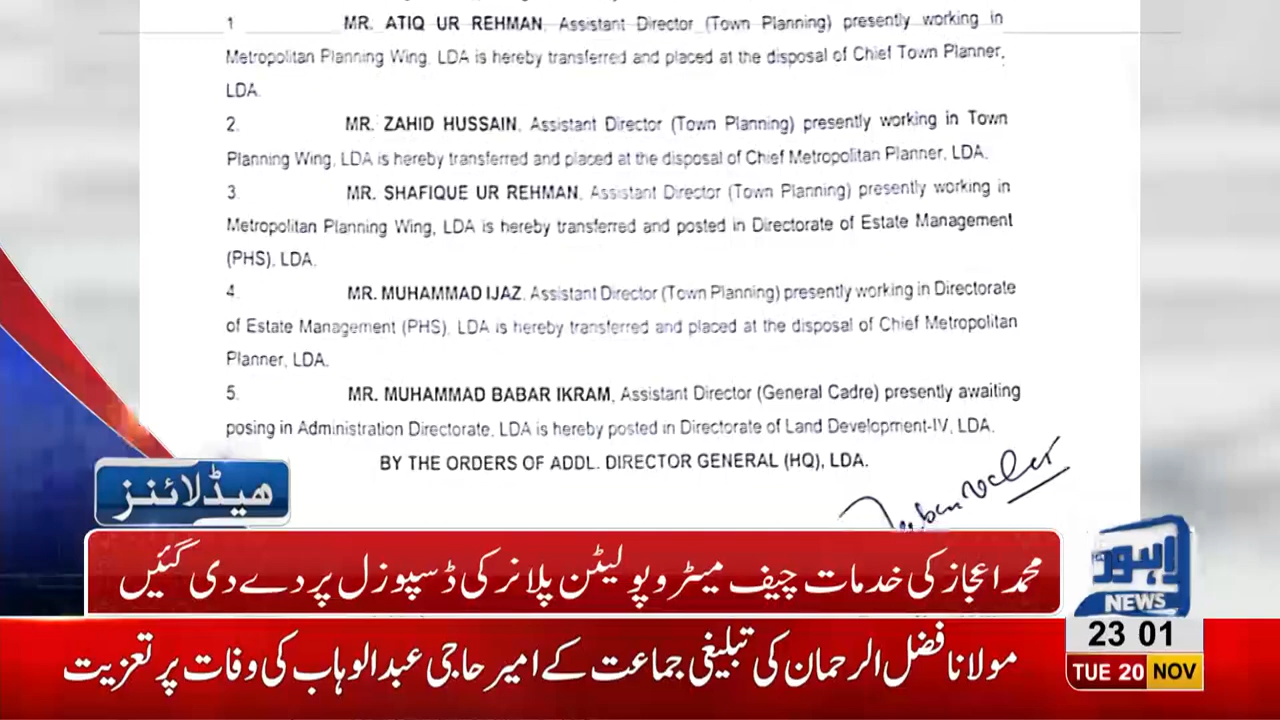 1 MR. ATIQ UR REHMAN, Assistant Director (Town Planning) presently working in
Metropolitan Planning Wing, LDA is hereby transferred and placed at the disposal of Chief Town Planner,
LDA.
2. MR. ZAHID HUSSAIN, Assistant Director (Town Planning) presently working in Town
Planning Wing, LDA is hereby transferred and placed at the disposal of Chief Metropolitan Planner, LDA.
3. MR. SHAFIQUE UR REHMAN, Assistant Director (Town Planning) presently working in
Metropolitan Planning Wing, LDA is hereby transferred and posted in Directorate of Estate Management
(PHS), LDA.
4. MR. MUHAMMAD IJAZ, Assistant Director (Town Planning) presently working in Directorate
of Estate Management (PHS), LDA is hereby transferred and placed at the disposal of Chief Metropolitan
Planner, LDA.
5. MR. MUHAMMAD BABAR IKRAM, Assistant Director (General Cadre) presently awaiting
posing in Administration Directorate, LDA is hereby posted in Directorate of Land Development-IV, LDA.
BY THE ORDERS OF ADDL. DIRECTOR GENERAL (HQ), LDA.
ہیڈلائنز
محمد اعجاز کی خدمات چیف میٹروپولیٹن پلانر کی ڈسپوزل پر دے دی گئیں
لاہور
NEWS
23 01
مولانا فضل الرحمان کی تبلیغی جماعت کے امیر حاجی عبدالوہاب کی وفات پر تعزیت
TUE 20 NOV